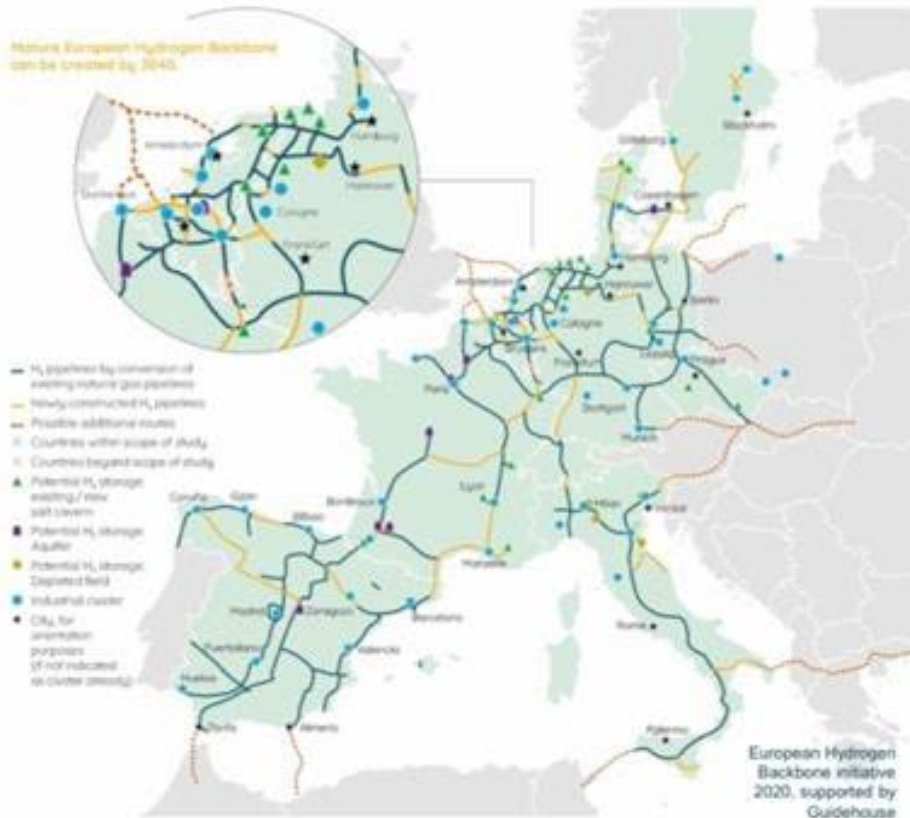 Mature European Hydrogen Backbone
can be created by 2040.
Amsterdam
Hamburg
Hannover
Dunkerque
Cologne
Frankfurt
H₂ pipelines by conversion of
existing natural gas pipelines
Newly constructed H₂ pipelines
Possible additional routes
Countries within scope of study
Countries beyond scope of study
Potential H₂ storage:
existing / new
salt cavern
Potential H₂ storage:
Aquifer
Potential H₂ storage:
Depleted field
Industrial cluster
City, for
orientation
purposes
(if not indicated
as cluster already)
Stockholm
Göteborg
Copenhagen
Hamburg
Amsterdam
Hannover
Berlin
Cologne
Leipzig
Prague
Frankfurt
Paris
Stuttgart
Munich
Lyon
Milan
Bordeaux
Coruña
Gijon
Bilbao
Marseille
Madrid
Zaragoza
Barcelona
Rome
Puertollano
Valencia
Huelva
Tarifa
Almeria
Palermo
European Hydrogen
Backbone initiative
2020, supported by
Guidehouse